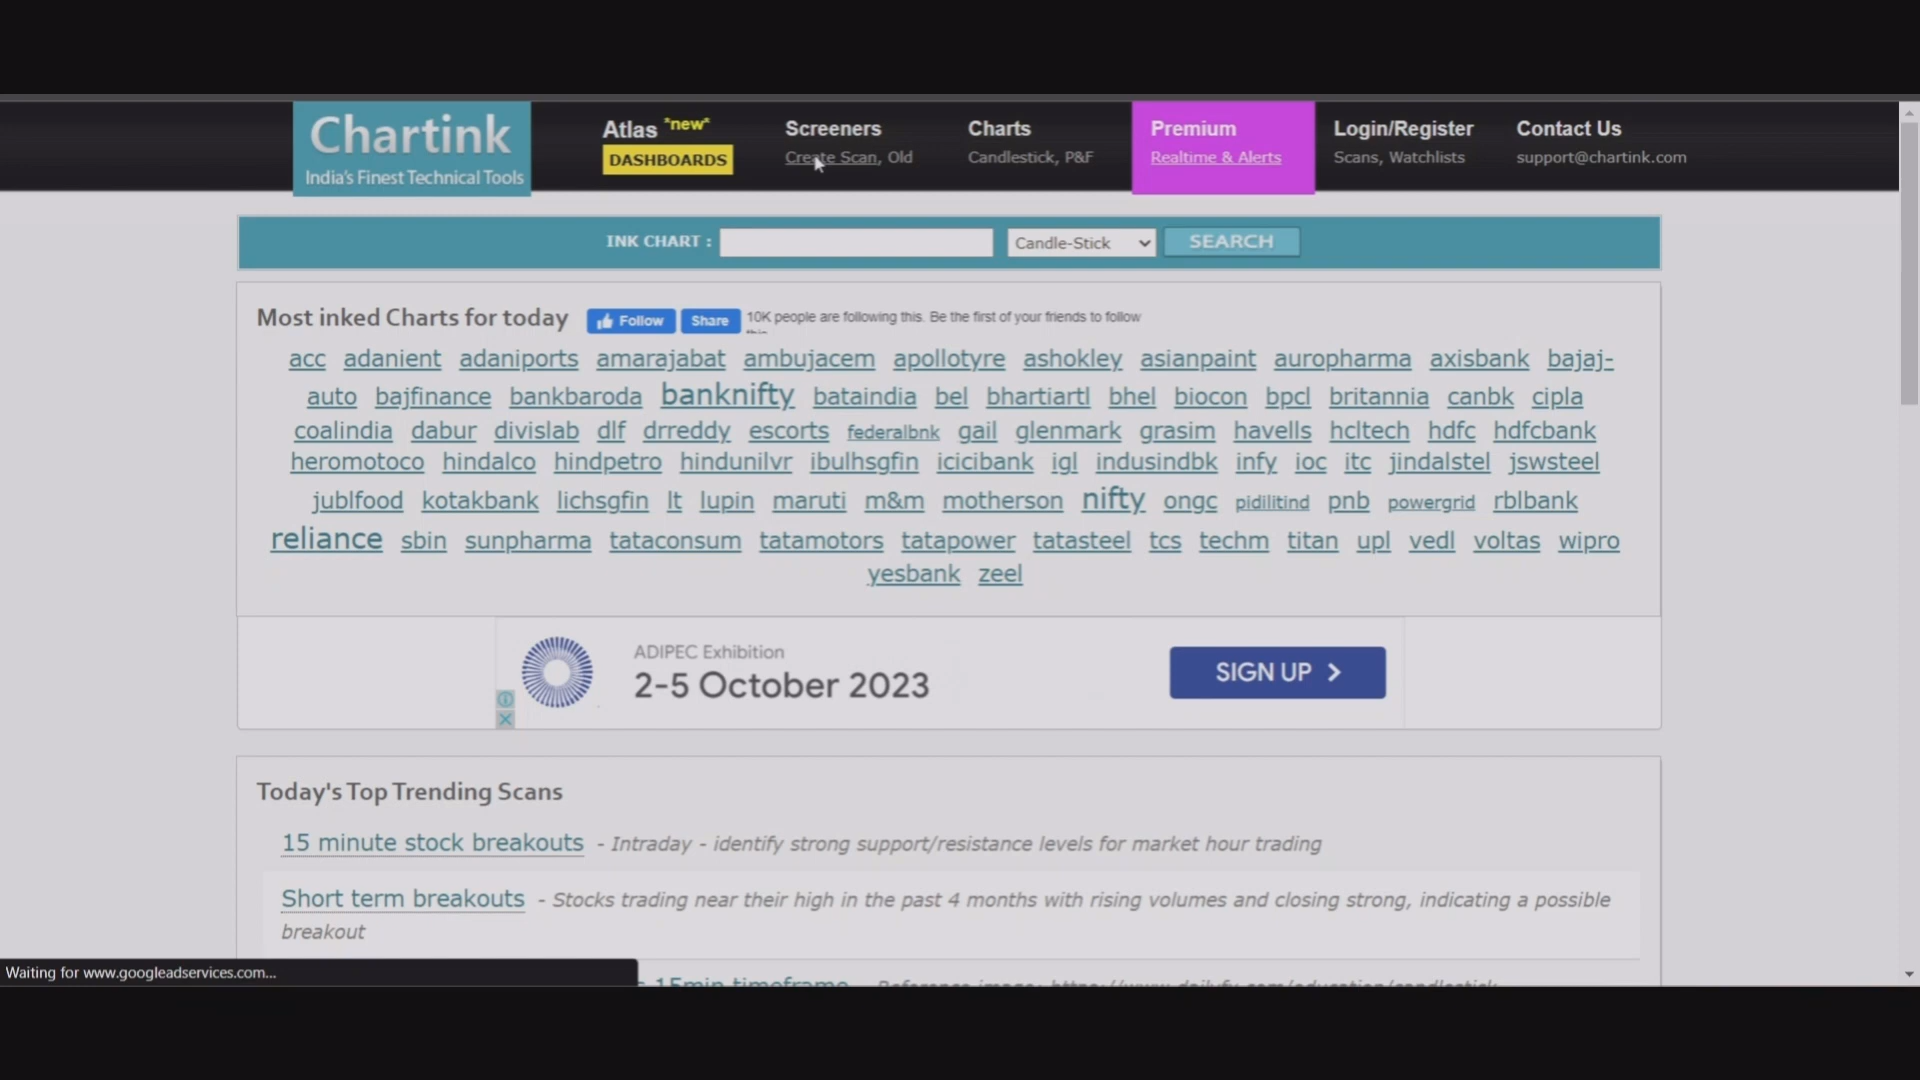 Chartink
India's Finest Technical Tools
Atlas *new*
DASHBOARDS
Screeners
Create Scan, Old
Charts
Candlestick, P&F
Premium
Realtime & Alerts
Login/Register
Scans, Watchlists
Contact Us
support@chartink.com
INK CHART : Candle-Stick SEARCH
Most inked Charts for today Follow Share 10K people are following this. Be the first of your friends to follow
acc adanient adaniports amarajabat ambujacem apollotyre ashokley asianpaint auropharma axisbank bajaj-
auto bajfinance bankbaroda banknifty bataindia bel bhartiartl bhel biocon bpcl britannia canbk cipla
coalindia dabur divislab dlf drreddy escorts federalbnk gail glenmark grasim havells hcltech hdfc hdfcbank
heromotoco hindalco hindpetro hindunilvr ibulhsgfin icicibank igl indusindbk infy ioc itc jindalstel jswsteel
jublfood kotakbank lichsgfin lt lupin maruti m&m motherson nifty ongc pidilitind pnb powergrid rblbank
reliance sbin sunpharma tataconsum tatamotors tatapower tatasteel tcs techm titan upl vedl voltas wipro
yesbank zeel
ADIPEC Exhibition
2-5 October 2023
SIGN UP
Today's Top Trending Scans
15 minute stock breakouts - Intraday - identify strong support/resistance levels for market hour trading
Short term breakouts - Stocks trading near their high in the past 4 months with rising volumes and closing strong, indicating a possible
breakout
15min timeframe
Waiting for www.googleadservices.com...